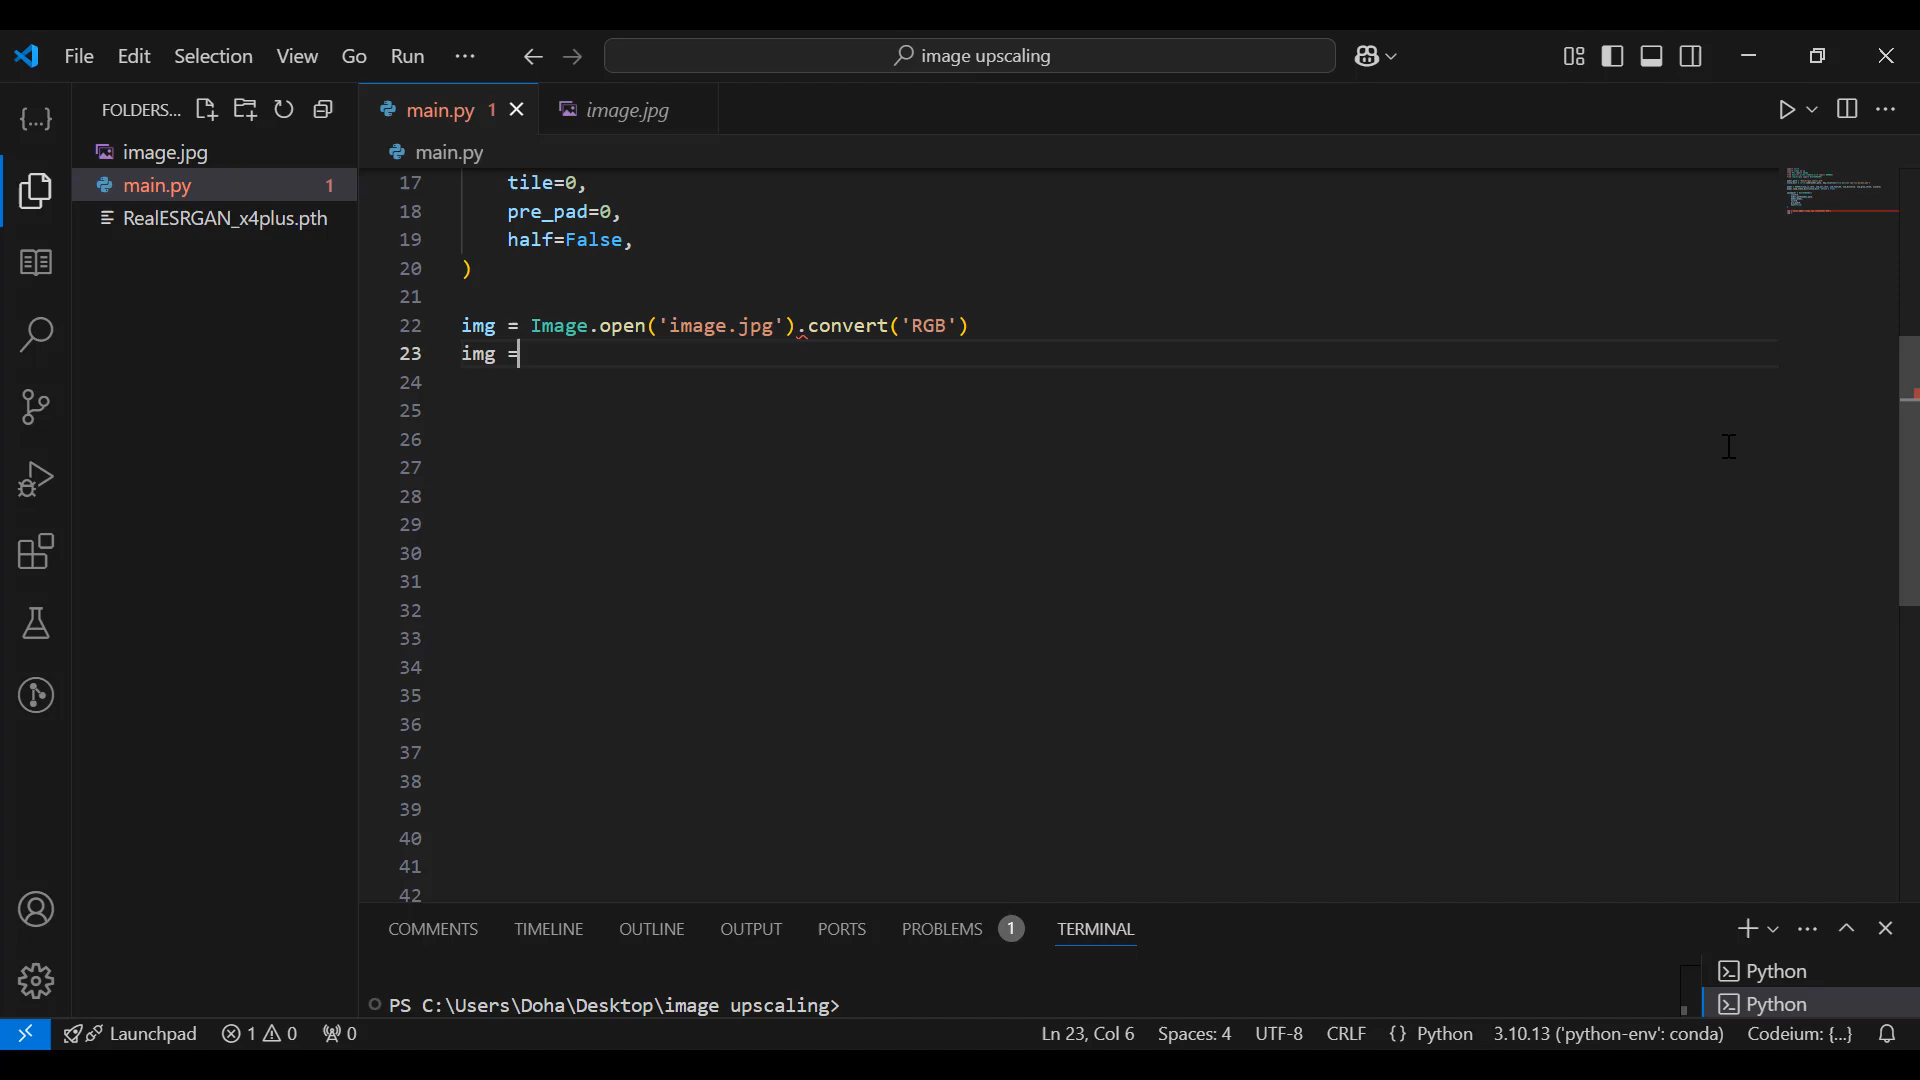 File Edit Selection View Go Run ··· image upscaling
FOLDERS... main.py 1 image.jpg
image.jpg
main.py 1
RealESRGAN_x4plus.pth
main.py
17 tile=0,
18 pre_pad=0,
19 half=False,
20 )
21
22 img = Image.open('image.jpg').convert('RGB')
23 img =
24
25
26
27
28
29
30
31
32
33
34
35
36
37
38
39
40
41
42
COMMENTS TIMELINE OUTLINE OUTPUT PORTS PROBLEMS 1 TERMINAL
Python
PS C:\Users\Doha\Desktop\image upscaling> Python
Launchpad 1 0 0 Ln 23, Col 6 Spaces: 4 UTF-8 CRLF {} Python 3.10.13 ('python-env': conda) Codeium: {...}